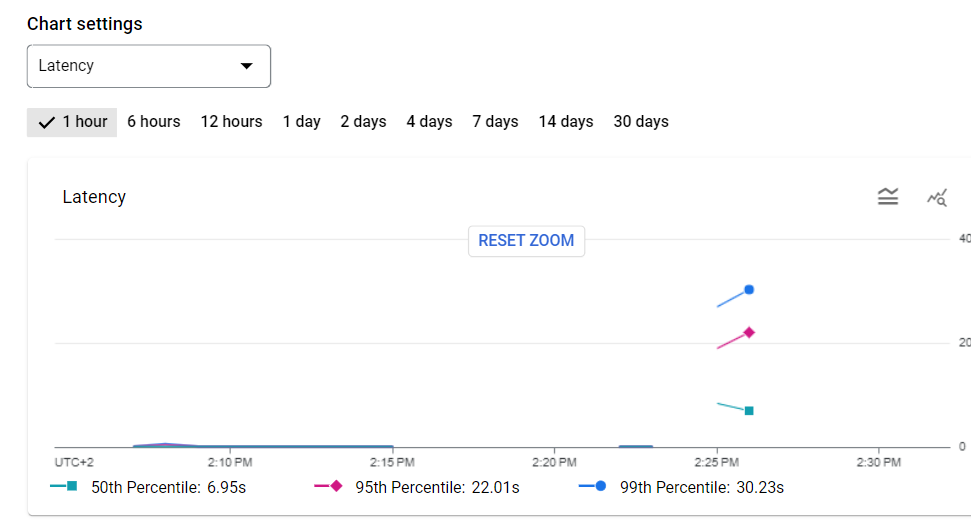 Chart settings
Latency
1 hour 6 hours 12 hours 1 day 2 days 4 days 7 days 14 days 30 days
Latency
RESET ZOOM
40
20
0
UTC+2 2:10 PM 2:15 PM 2:20 PM 2:25 PM 2:30 PM
50th Percentile: 6.95s 95th Percentile: 22.01s 99th Percentile: 30.23s